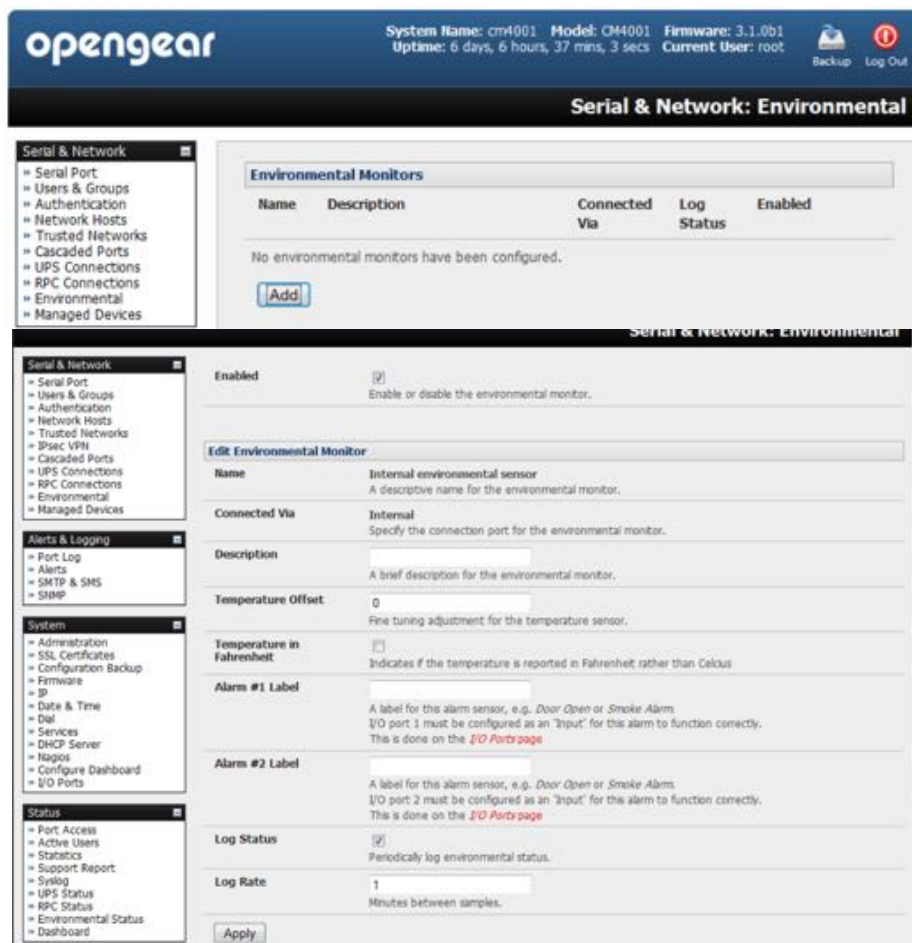 opengear
System Name: cm4001 Model: CM4001 Firmware: 3.1.0b1
Uptime: 6 days, 6 hours, 37 mins, 3 secs Current User: root
Backup
Log Out
Serial & Network: Environmental
Serial & Network
Serial Port
Users & Groups
Authentication
Network Hosts
Trusted Networks
Cascaded Ports
UPS Connections
RPC Connections
Environmental
Managed Devices
Environmental Monitors
Name Description Connected Via Log Status Enabled
No environmental monitors have been configured.
Add
Serial & Network: Environmental
Serial & Network
Serial Port
Users & Groups
Authentication
Network Hosts
Trusted Networks
IPsec VPN
Cascaded Ports
UPS Connections
RPC Connections
Environmental
Managed Devices
Alerts & Logging
Port Log
Alerts
SMTP & SMS
SNMP
System
Administration
SSL Certificates
Configuration Backup
Firmware
IP
Date & Time
Dial
Services
DHCP Server
Nagios
Configure Dashboard
I/O Ports
Status
Port Access
Active Users
Statistics
Support Report
Syslog
UPS Status
RPC Status
Environmental Status
Dashboard
Enabled
Enable or disable the environmental monitor.
Edit Environmental Monitor
Name Internal environmental sensor
A descriptive name for the environmental monitor.
Connected Via Internal
Specify the connection port for the environmental monitor.
Description
A brief description for the environmental monitor.
Temperature Offset 0
Fine tuning adjustment for the temperature sensor.
Temperature in
Fahrenheit
Indicates if the temperature is reported in Fahrenheit rather than Celcius
Alarm #1 Label
A label for this alarm sensor, e.g. Door Open or Smoke Alarm.
I/O port 1 must be configured as an 'Input' for this alarm to function correctly.
This is done on the I/O Ports page
Alarm #2 Label
A label for this alarm sensor, e.g. Door Open or Smoke Alarm.
I/O port 2 must be configured as an 'Input' for this alarm to function correctly.
This is done on the I/O Ports page
Log Status
Periodically log environmental status.
Log Rate 1
Minutes between samples.
Apply